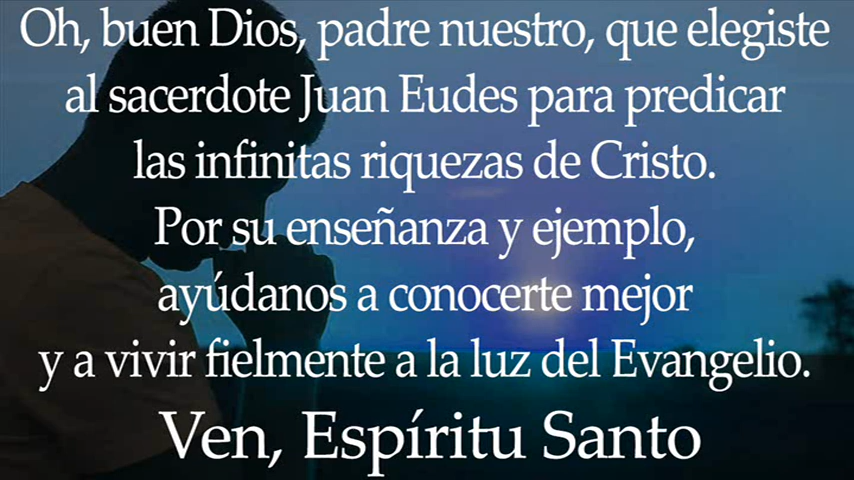 Oh, buen Dios, padre nuestro, que elegiste
al sacerdote Juan Eudes para predicar
las infinitas riquezas de Cristo.
Por su enseñanza y ejemplo,
ayúdanos a conocerte mejor
y a vivir fielmente a la luz del Evangelio.
Ven, Espíritu Santo